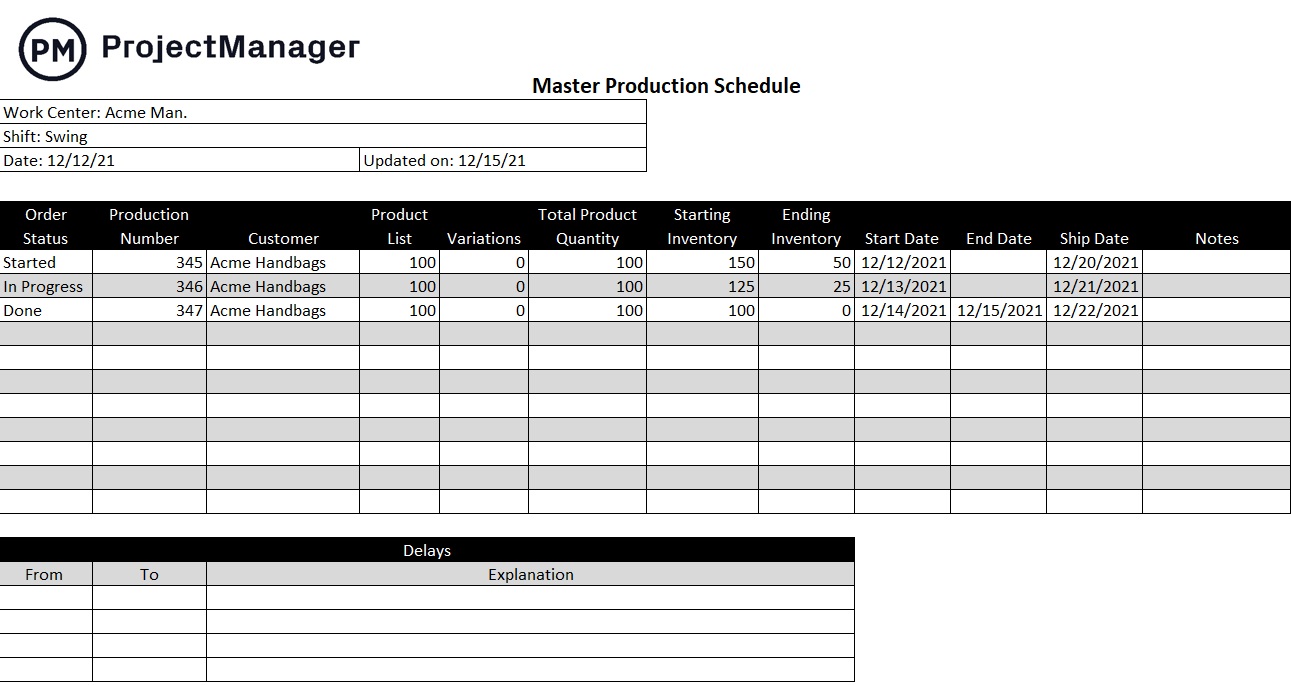 PM ProjectManager
Master Production Schedule
Work Center: Acme Man.
Shift: Swing
Date: 12/12/21 Updated on: 12/15/21
Order Production Product Total Product Starting Ending
Status Number Customer List Variations Quantity Inventory Inventory Start Date End Date Ship Date Notes
Started 345 Acme Handbags 100 0 100 150 50 12/12/2021 12/20/2021
In Progress 346 Acme Handbags 100 0 100 125 25 12/13/2021 12/21/2021
Done 347 Acme Handbags 100 0 100 100 0 12/14/2021 12/15/2021 12/22/2021
Delays
From To Explanation